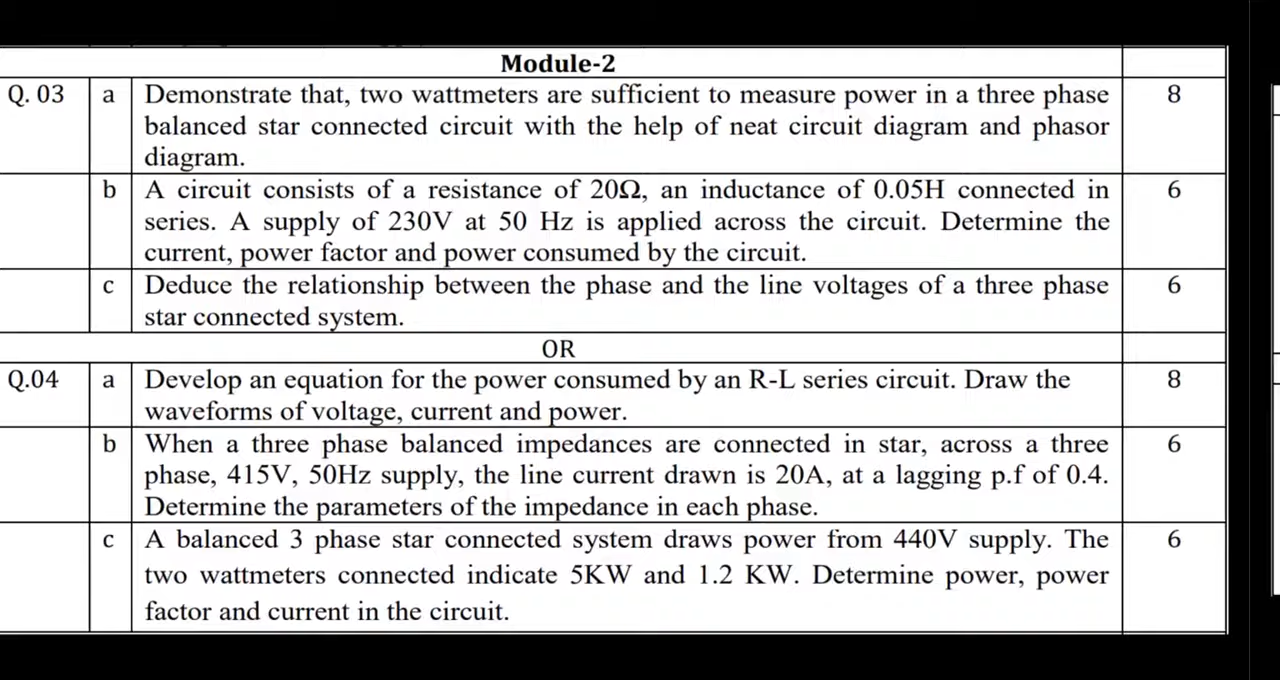 Module-2
Q. 03 a Demonstrate that, two wattmeters are sufficient to measure power in a three phase 8
balanced star connected circuit with the help of neat circuit diagram and phasor
diagram.
b A circuit consists of a resistance of 20Ω, an inductance of 0.05H connected in 6
series. A supply of 230V at 50 Hz is applied across the circuit. Determine the
current, power factor and power consumed by the circuit.
c Deduce the relationship between the phase and the line voltages of a three phase 6
star connected system.
OR
Q.04 a Develop an equation for the power consumed by an R-L series circuit. Draw the 8
waveforms of voltage, current and power.
b When a three phase balanced impedances are connected in star, across a three 6
phase, 415V, 50Hz supply, the line current drawn is 20A, at a lagging p.f of 0.4.
Determine the parameters of the impedance in each phase.
c A balanced 3 phase star connected system draws power from 440V supply. The 6
two wattmeters connected indicate 5KW and 1.2 KW. Determine power, power
factor and current in the circuit.